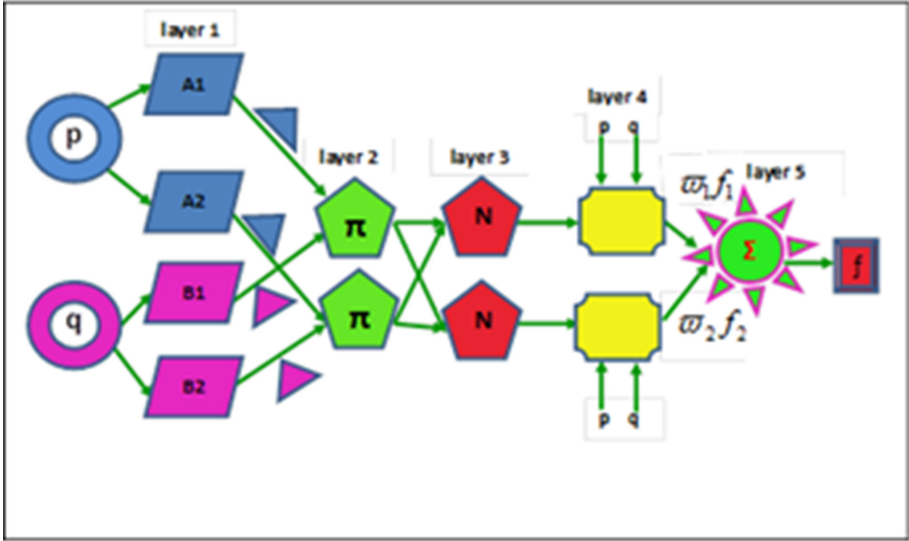 layer 1
A1
p
A2
layer 2
layer 3
layer 4
p q
ϖ₁f₁
layer 5
π
N
Σ
f
B1
q
π
N
ϖ₂f₂
B2
p q